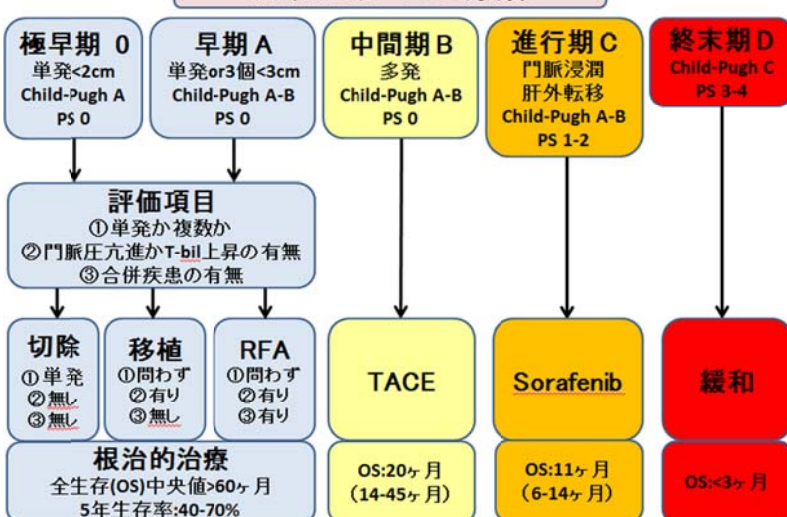 極早期 0
単発<2cm
Child-Pugh A
PS 0
早期 A
単発or3個<3cm
Child-Pugh A-B
PS 0
中間期 B
多発
Child-Pugh A-B
PS 0
進行期 C
門脈浸潤
肝外転移
Child-Pugh A-B
PS 1-2
終末期 D
Child-Pugh C
PS 3-4
評価項目
①単発か複数か
②門脈圧亢進かT-bil上昇の有無
③合併疾患の有無
切除
①単発
②無し
③無し
移植
①問わず
②有り
③無し
RFA
①問わず
②有り
③有り
TACE
Sorafenib
緩和
根治的治療
全生存(OS)中央値>60ヶ月
5年生存率:40-70%
OS:20ヶ月
(14-45ヶ月)
OS:11ヶ月
(6-14ヶ月)
OS:<3ヶ月